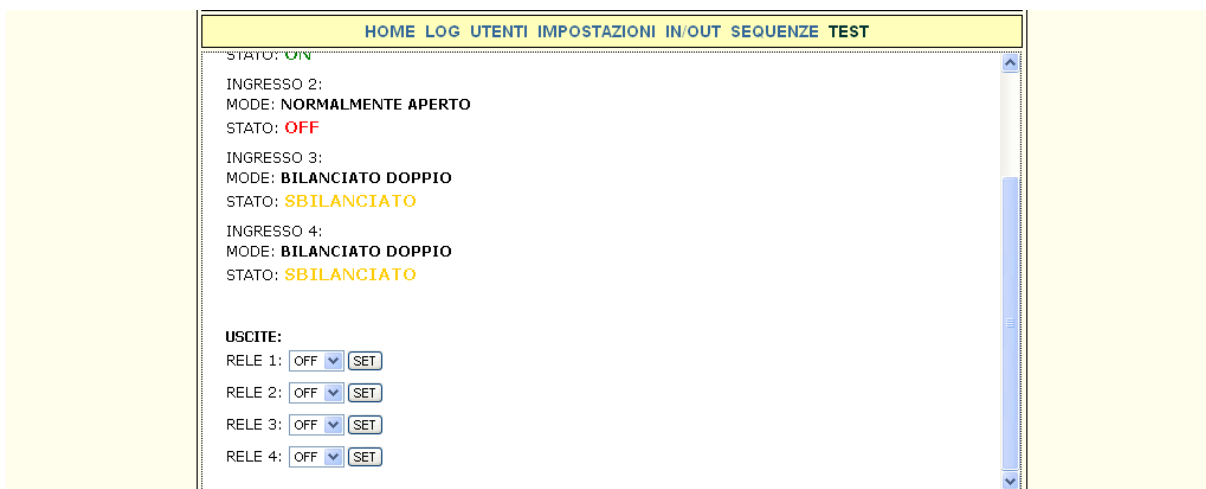 HOME LOG UTENTI IMPOSTAZIONI IN/OUT SEQUENZE TEST
STATO: ON
INGRESSO 2:
MODE: NORMALMENTE APERTO
STATO: OFF
INGRESSO 3:
MODE: BILANCIATO DOPPIO
STATO: SBILANCIATO
INGRESSO 4:
MODE: BILANCIATO DOPPIO
STATO: SBILANCIATO
USCITE:
RELE 1: OFF SET
RELE 2: OFF SET
RELE 3: OFF SET
RELE 4: OFF SET